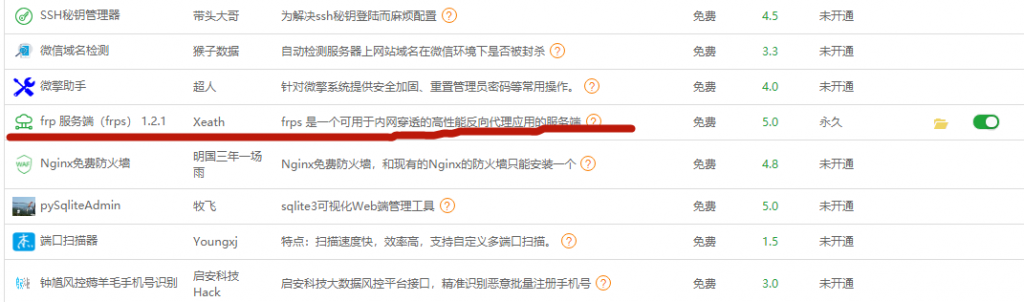 SSH秘钥管理器 带头大哥 为解决ssh秘钥登陆而麻烦配置 ? 免费 4.5 未开通
微信域名检测 猴子数据 自动检测服务器上网站域名在微信环境下是否被封杀 ? 免费 3.3 未开通
微擎助手 超人 针对微擎系统提供安全加固、重置管理员密码等常用操作。 ? 免费 4.0 未开通
frp 服务端（frps） 1.2.1 Xeath frps 是一个可用于内网穿透的高性能反向代理应用的服务端 ? 免费 5.0 永久
WAF Nginx免费防火墙 明国三年一场雨 Nginx免费防火墙，和现有的Nginx的防火墙只能安装一个 ? 免费 4.8 未开通
pySqliteAdmin 牧飞 sqlite3可视化Web端管理工具 ? 免费 5.0 未开通
端口扫描器 Youngxj 特点：扫描速度快，效率高，支持自定义多端口扫描。 ? 免费 1.5 未开通
钟馗风控薅羊毛手机号识别 启安科技Hack 启安科技大数据风控平台接口，精准识别恶意批量注册手机号 ? 免费 3.0 未开通